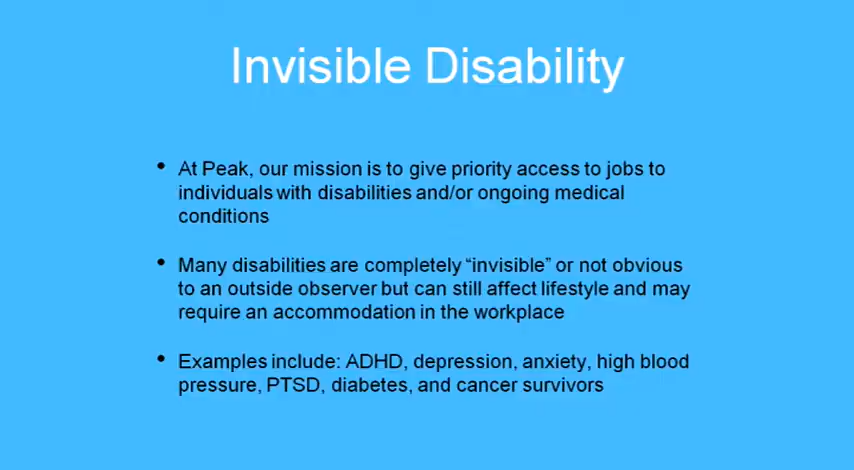 Invisible Disability
• At Peak, our mission is to give priority access to jobs to
individuals with disabilities and/or ongoing medical
conditions
• Many disabilities are completely “invisible” or not obvious
to an outside observer but can still affect lifestyle and may
require an accommodation in the workplace
• Examples include: ADHD, depression, anxiety, high blood
pressure, PTSD, diabetes, and cancer survivors